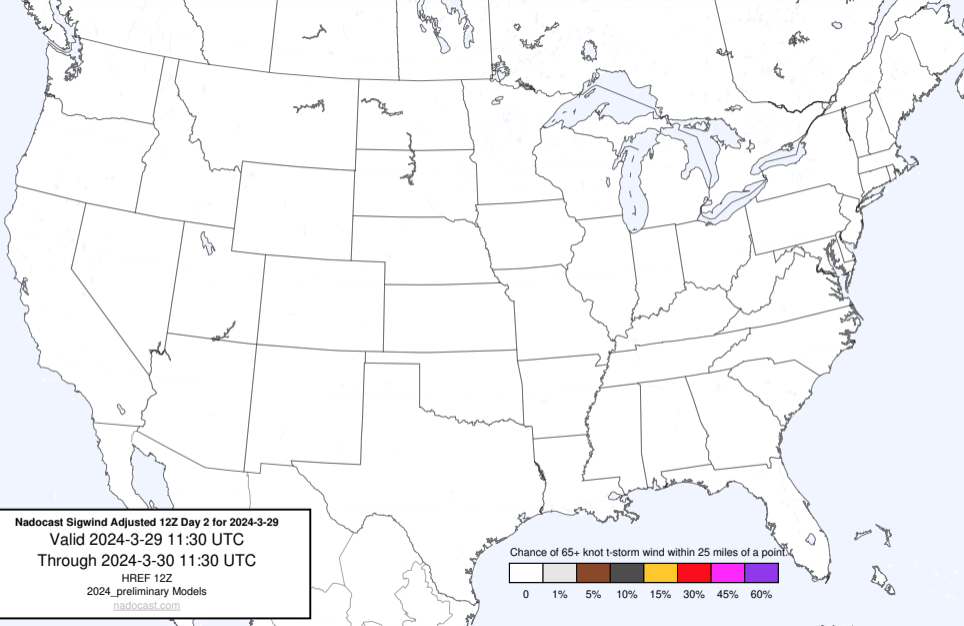 Nadocast Sigwind Adjusted 12Z Day 2 for 2024-3-29
Valid 2024-3-29 11:30 UTC
Through 2024-3-30 11:30 UTC
HREF 12Z
2024_preliminary Models
nadocast.com
Chance of 65+ knot t-storm wind within 25 miles of a point.
0 1% 5% 10% 15% 30% 45% 60%